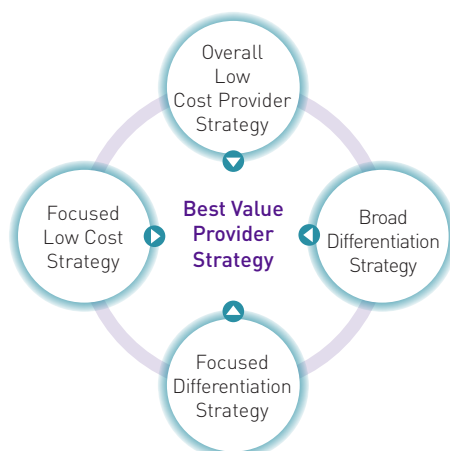 Overall
Low
Cost Provider
Strategy
Focused
Low Cost
Strategy
Best Value
Provider
Strategy
Broad
Differentiation
Strategy
Focused
Differentiation
Strategy